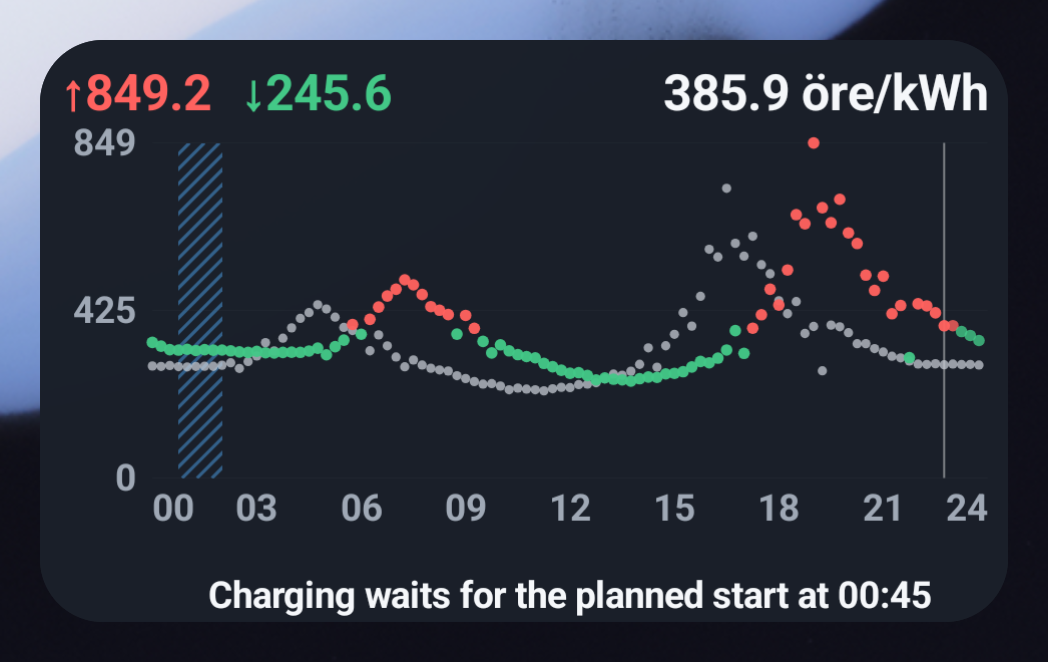 ↑849.2 ↓245.6 385.9 öre/kWh
849
425
0
00 03 06 09 12 15 18 21 24
Charging waits for the planned start at 00:45